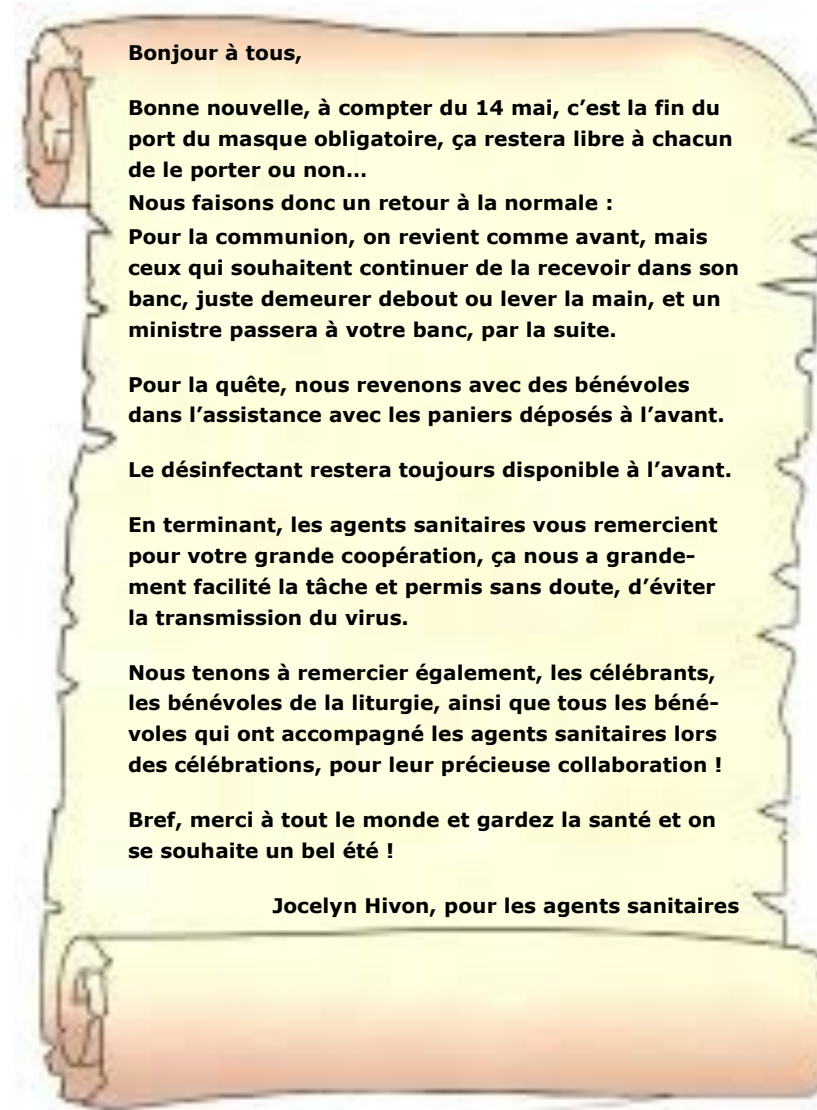 Bonjour à tous,
Bonne nouvelle, à compter du 14 mai, c’est la fin du
port du masque obligatoire, ça restera libre à chacun
de le porter ou non…
Nous faisons donc un retour à la normale :
Pour la communion, on revient comme avant, mais
ceux qui souhaitent continuer de la recevoir dans son
banc, juste demeurer debout ou lever la main, et un
ministre passera à votre banc, par la suite.
Pour la quête, nous revenons avec des bénévoles
dans l’assistance avec les paniers déposés à l’avant.
Le désinfectant restera toujours disponible à l’avant.
En terminant, les agents sanitaires vous remercient
pour votre grande coopération, ça nous a grande-
ment facilité la tâche et permis sans doute, d’éviter
la transmission du virus.
Nous tenons à remercier également, les célébrants,
les bénévoles de la liturgie, ainsi que tous les béné-
voles qui ont accompagné les agents sanitaires lors
des célébrations, pour leur précieuse collaboration !
Bref, merci à tout le monde et gardez la santé et on
se souhaite un bel été !
Jocelyn Hivon, pour les agents sanitaires